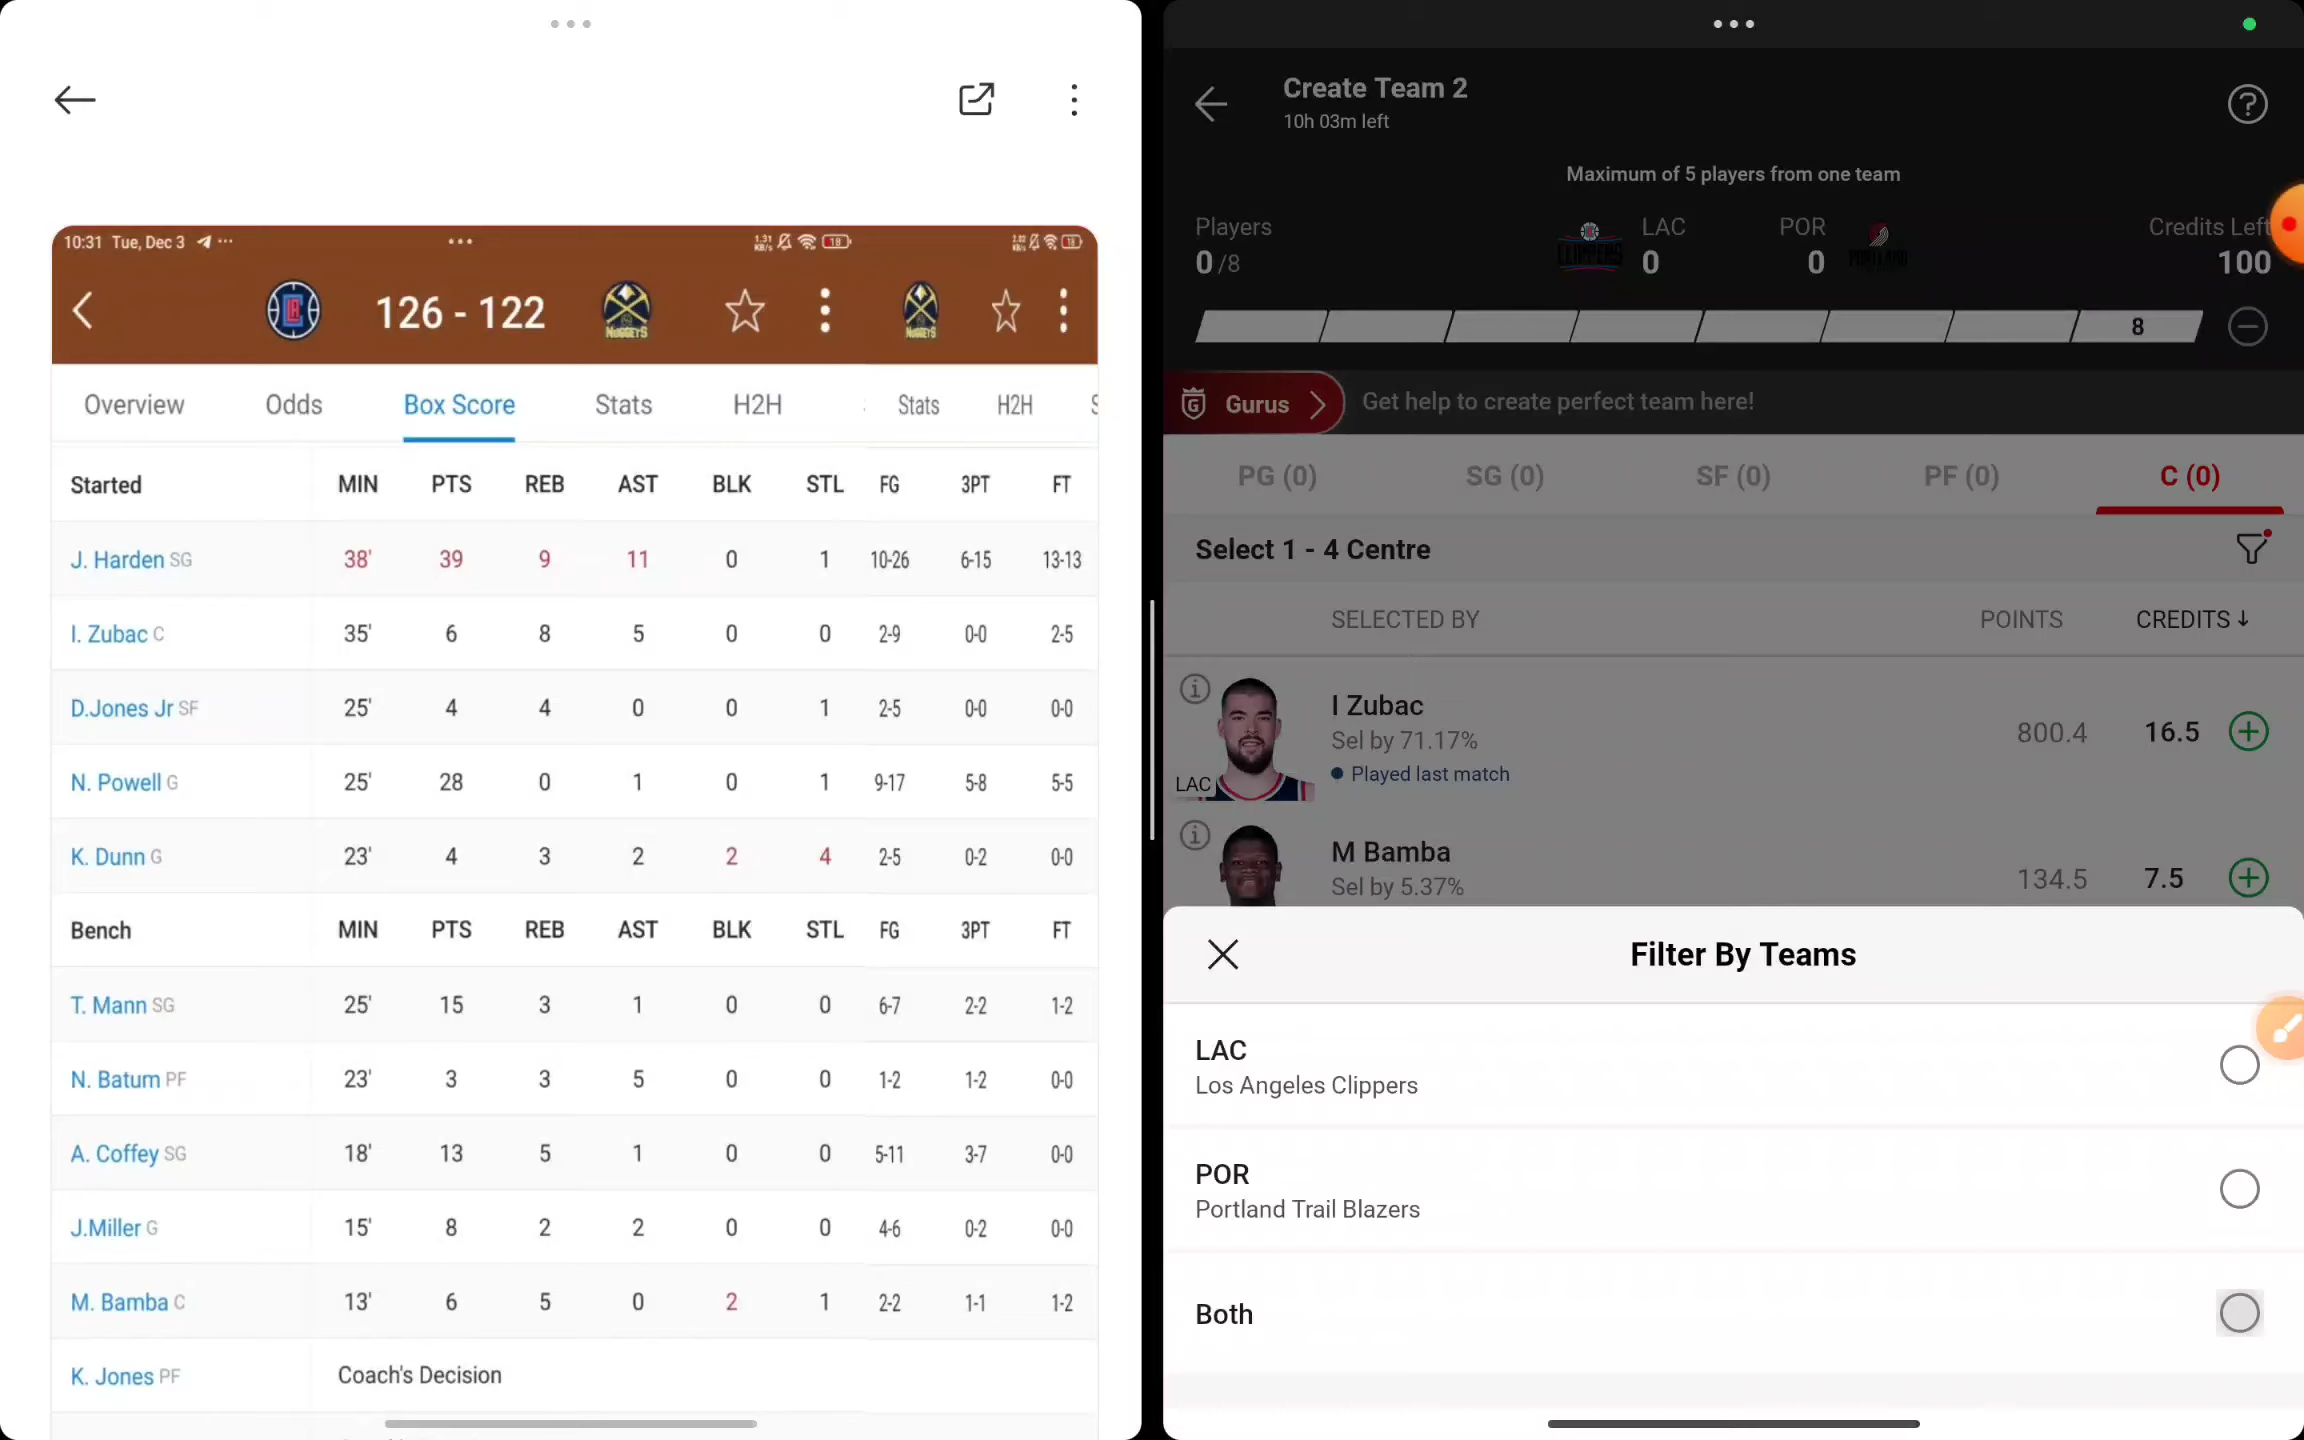 10:31 Tue, Dec 3
18
18
126 - 122
NUGGETS
NUGGETS
Overview Odds Box Score Stats H2H Stats H2H
Started MIN PTS REB AST BLK STL FG 3PT FT
J. Harden SG 38' 39 9 11 0 1 10-26 6-15 13-13
I. Zubac C 35' 6 8 5 0 0 2-9 0-0 2-5
D.Jones Jr SF 25' 4 4 0 0 1 2-5 0-0 0-0
N. Powell G 25' 28 0 1 0 1 9-17 5-8 5-5
K. Dunn G 23' 4 3 2 2 4 2-5 0-2 0-0
Bench MIN PTS REB AST BLK STL FG 3PT FT
T. Mann SG 25' 15 3 1 0 0 6-7 2-2 1-2
N. Batum PF 23' 3 3 5 0 0 1-2 1-2 0-0
A. Coffey SG 18' 13 5 1 0 0 5-11 3-7 0-0
J.Miller G 15' 8 2 2 0 0 4-6 0-2 0-0
M. Bamba C 13' 6 5 0 2 1 2-2 1-1 1-2
K. Jones PF Coach's Decision
Create Team 2
10h 03m left
Maximum of 5 players from one team
Players LAC POR Credits Left
0/8 CLIPPERS 0 0 PORTLAND 100
8
Gurus Get help to create perfect team here!
PG (0) SG (0) SF (0) PF (0) C (0)
Select 1 - 4 Centre
SELECTED BY POINTS CREDITS ↓
I Zubac
Sel by 71.17% 800.4 16.5
Played last match
LAC
M Bamba
Sel by 5.37% 134.5 7.5
Filter By Teams
LAC
Los Angeles Clippers
POR
Portland Trail Blazers
Both